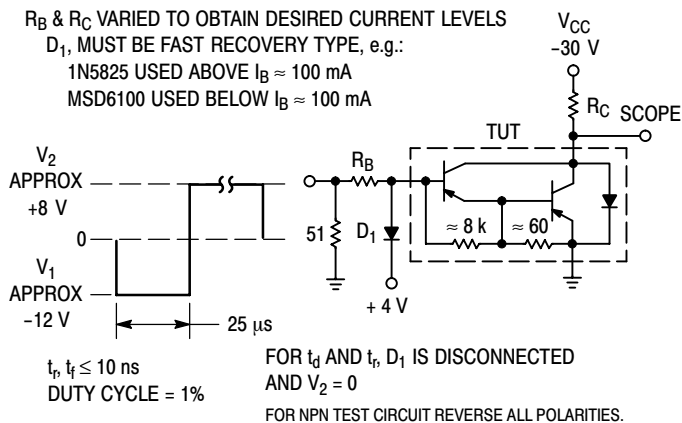 R_B & R_C VARIED TO OBTAIN DESIRED CURRENT LEVELS
D_1, MUST BE FAST RECOVERY TYPE, e.g.:
1N5825 USED ABOVE I_B ≈ 100 mA
MSD6100 USED BELOW I_B ≈ 100 mA
V_CC
−30 V
R_C
SCOPE
TUT
V_2
APPROX
+8 V
0
V_1
APPROX
−12 V
25 μs
R_B
51
D_1
+ 4 V
≈ 8 k
≈ 60
t_r, t_f ≤ 10 ns
DUTY CYCLE = 1%
FOR t_d AND t_r, D_1 IS DISCONNECTED
AND V_2 = 0
FOR NPN TEST CIRCUIT REVERSE ALL POLARITIES.